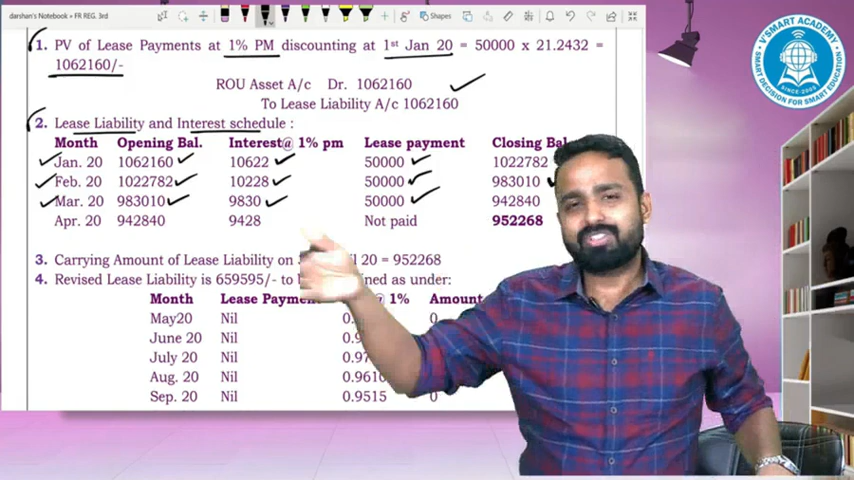 darshan's Notebook » FR REG. 3rd
Shapes
1. PV of Lease Payments at 1% PM discounting at 1st Jan 20 = 50000 x 21.2432 =
1062160/-
ROU Asset A/c Dr. 1062160
To Lease Liability A/c 1062160
2. Lease Liability and Interest schedule :
Month Opening Bal. Interest@ 1% pm Lease payment Closing Bal.
Jan. 20 1062160 10622 50000 1022782
Feb. 20 1022782 10228 50000 983010
Mar. 20 983010 9830 50000 942840
Apr. 20 942840 9428 Not paid 952268
3. Carrying Amount of Lease Liability on 20 = 952268
4. Revised Lease Liability is 659595/- to as under:
Month Lease 1% Amount
May20 Nil 0
June 20 Nil
July 20 Nil
Aug. 20 Nil
Sep. 20 Nil 0.9515 0
V'SMART ACADEMY
SMART DECISION FOR SMART EDUCATION
SINCE